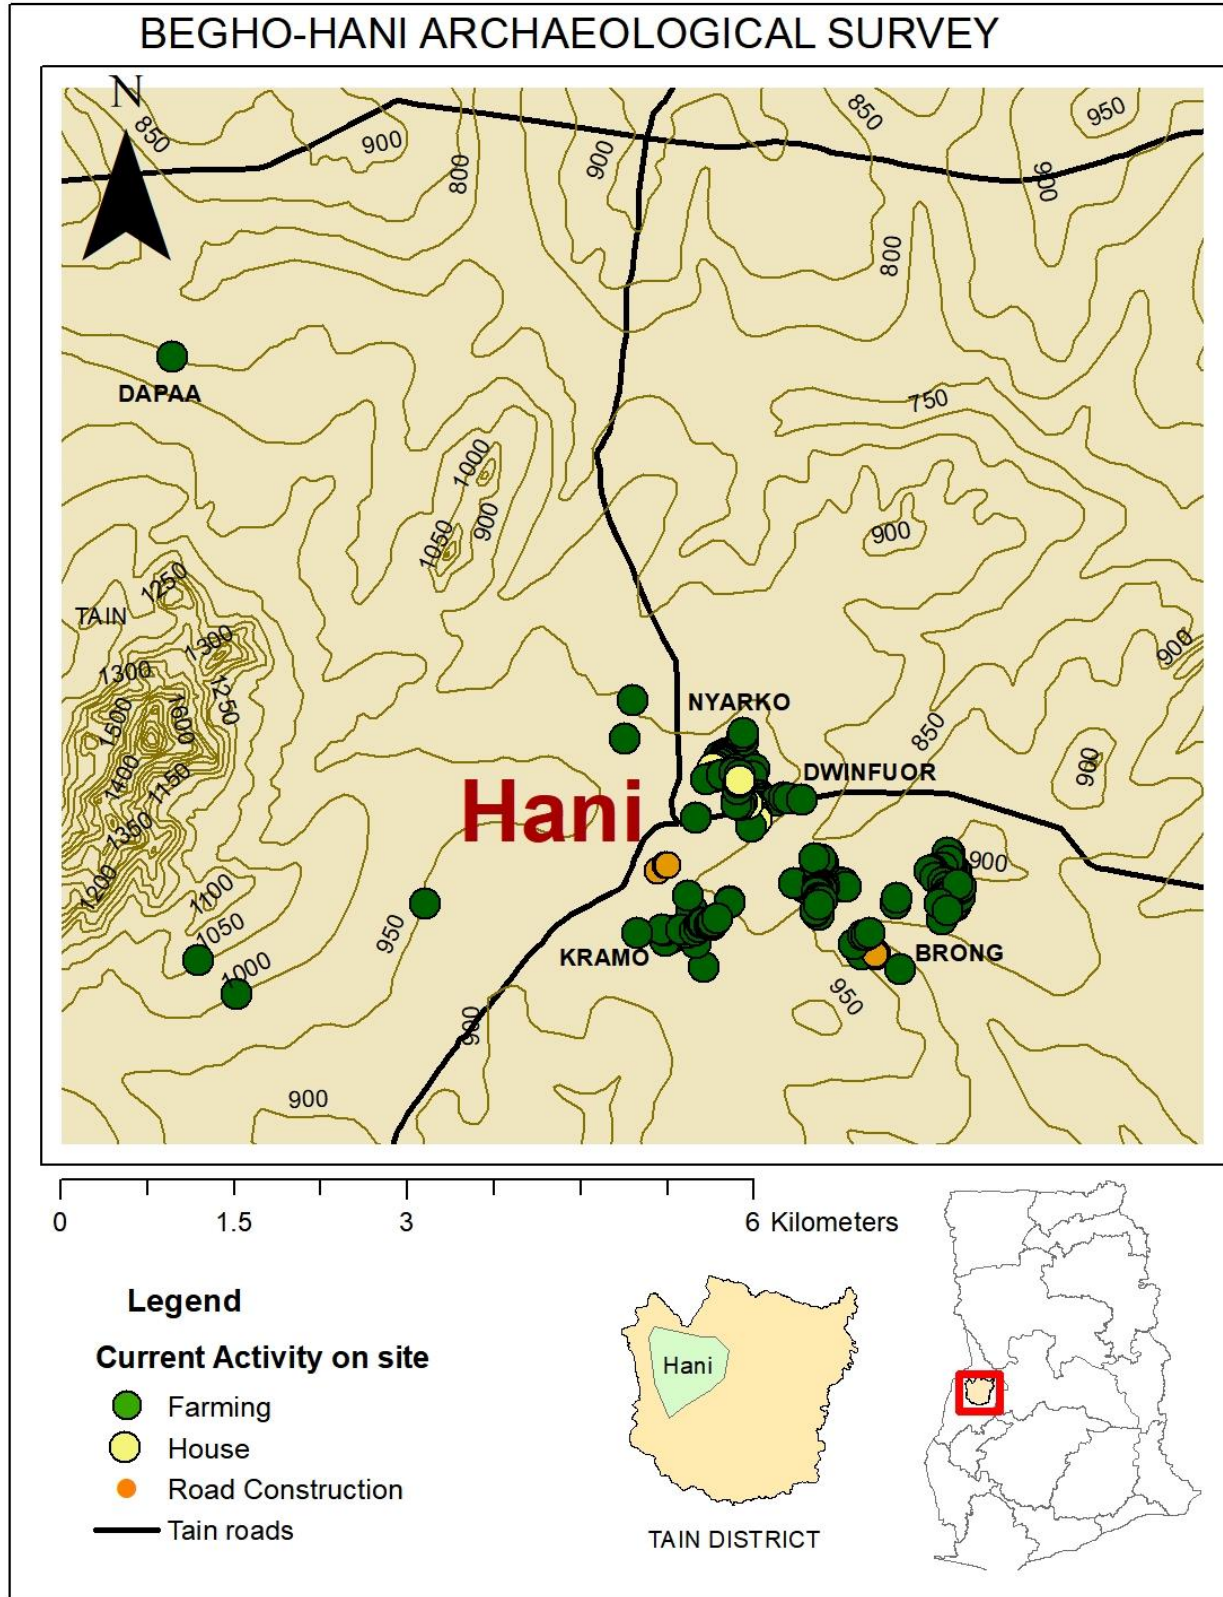 BEGHO-HANI ARCHAEOLOGICAL SURVEY
N
850
900
800
900
850
950
900
800
DAPAA
750
1000
1050
900
900
1250
TAIN
1300
1300
1250
1500
1600
1400
1150
1350
1200
1100
1050
1000
950
900
900
900
850
900
900
950
NYARKO
DWINFUOR
Hani
KRAMO
BRONG
0 1.5 3 6 Kilometers
Legend
Current Activity on site
Farming
House
Road Construction
Tain roads
Hani
TAIN DISTRICT